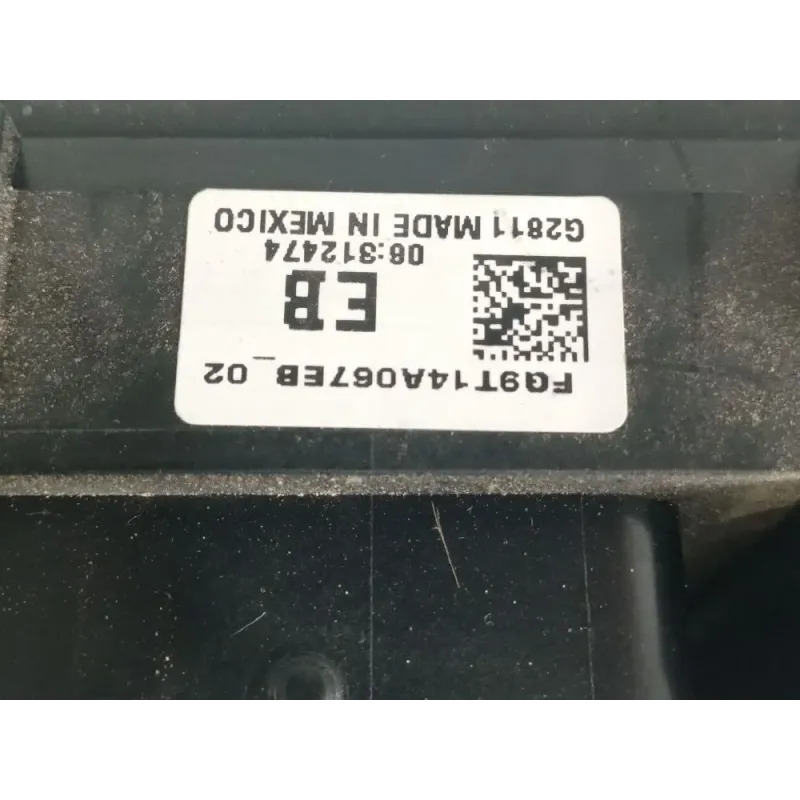 FG9T14A067EB_02
EB
08:312474
G2811 MADE IN MEXICO